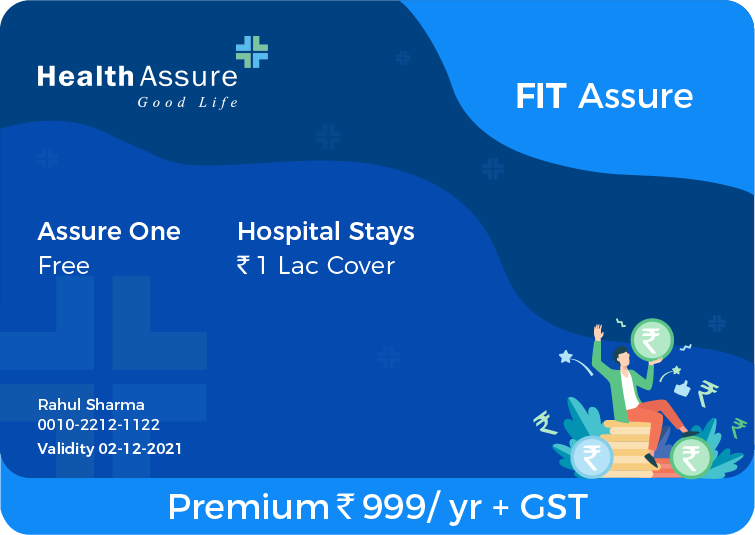 Health Assure
Good Life
FIT Assure
Assure One
Free
Hospital Stays
₹ 1 Lac Cover
Rahul Sharma
0010-2212-1122
Validity 02-12-2021
₹
₹
₹
₹
₹
Premium ₹ 999/ yr + GST